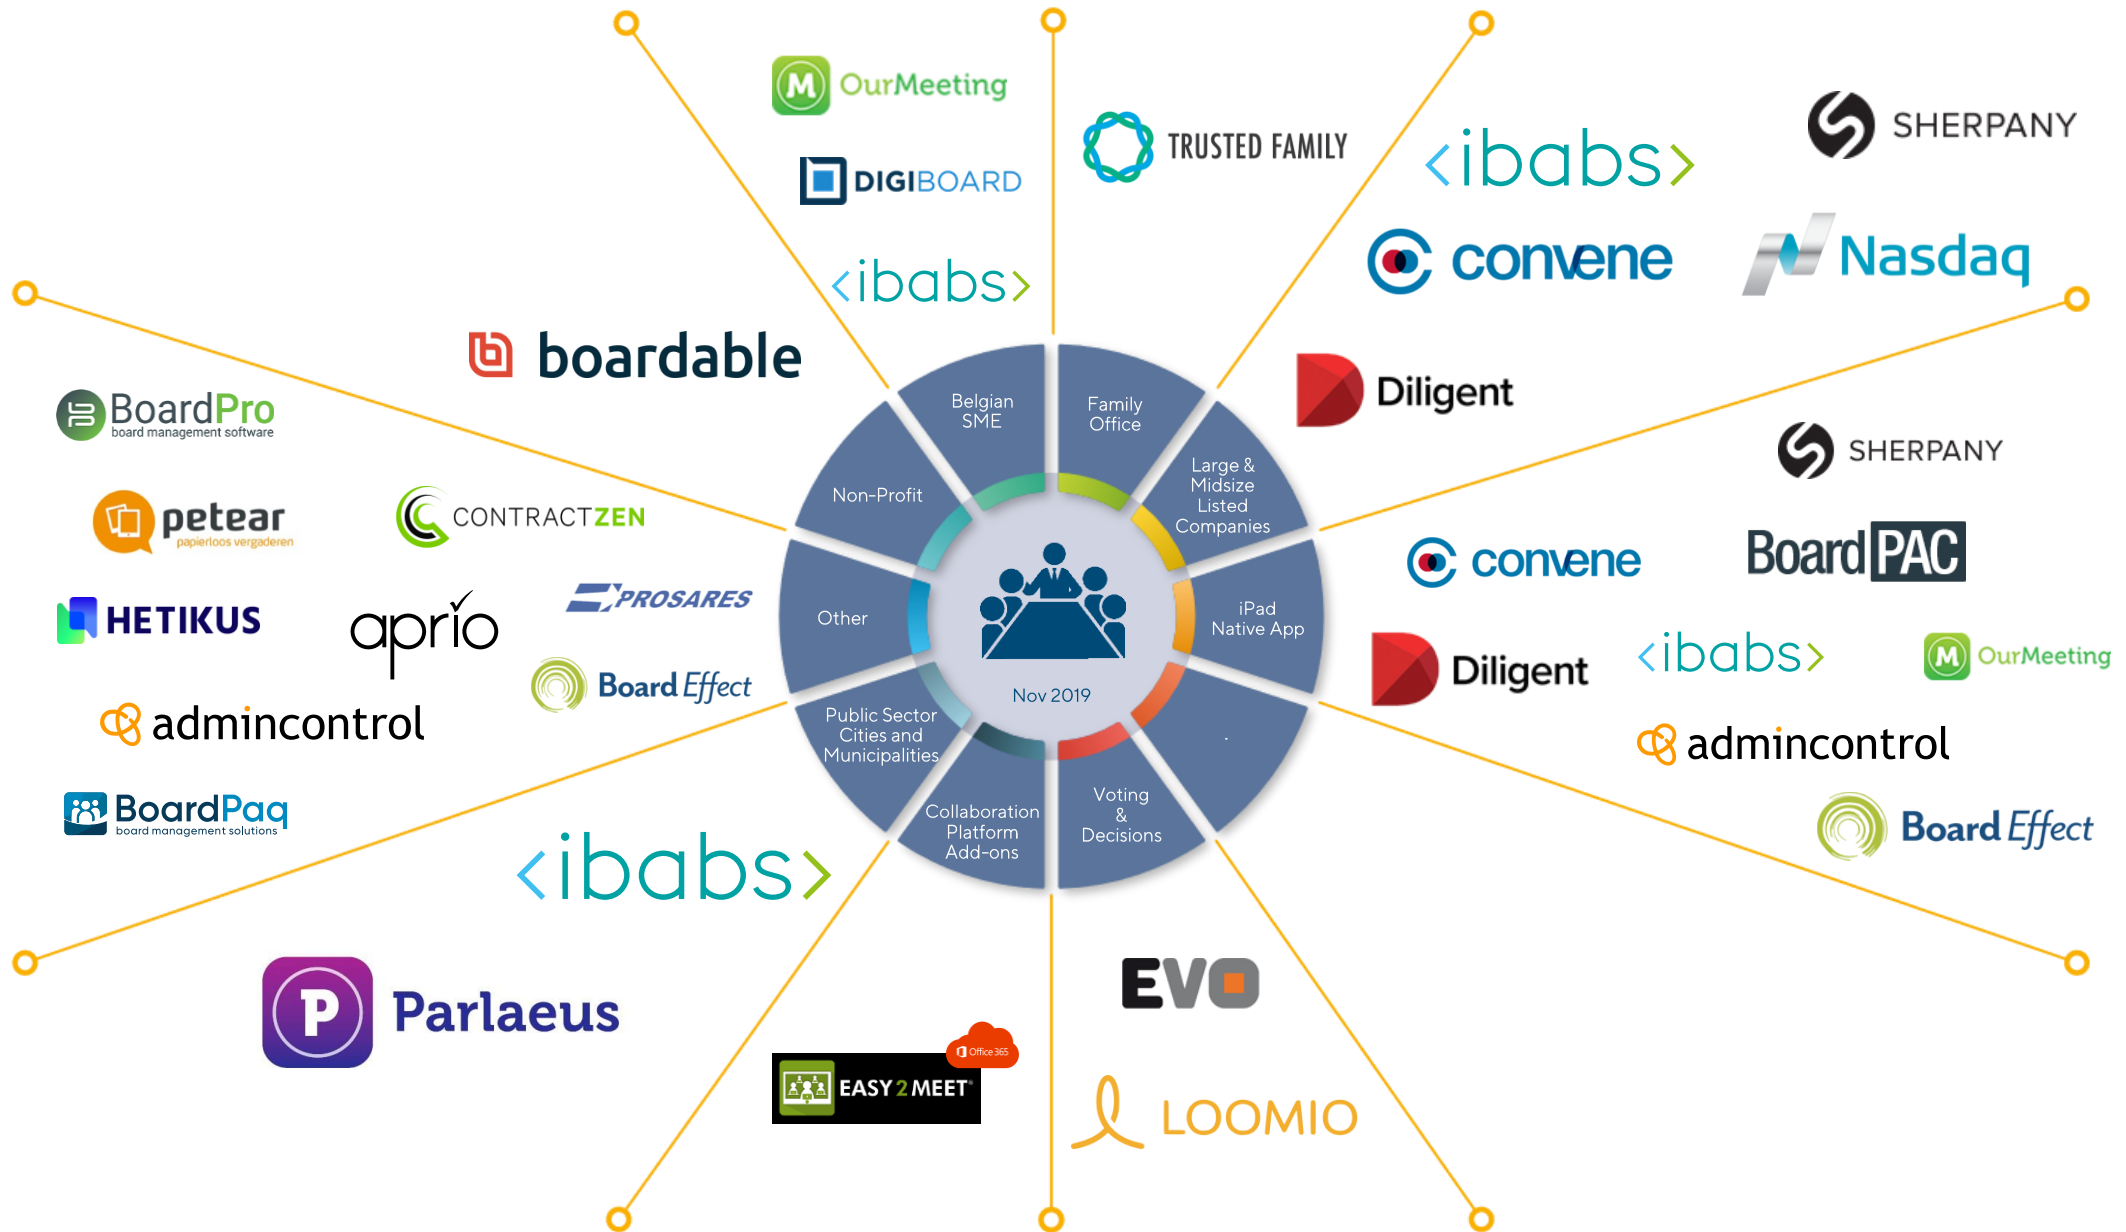 OurMeeting
DIGIBOARD
<ibabs>
TRUSTED FAMILY
<ibabs>
SHERPANY
convene
Nasdaq
Diligent
boardable
BoardPro
board management software
petear
papierloos vergaderen
CONTRACTZEN
HETIKUS
aprio
PROSARES
Board Effect
admincontrol
BoardPaq
board management solutions
Belgian
SME
Family
Office
Large &
Midsize
Listed
Companies
Non-Profit
Other
iPad
Native App
Nov 2019
Public Sector
Cities and
Municipalities
Collaboration
Platform
Add-ons
Voting
&
Decisions
.
SHERPANY
convene
BoardPAC
Diligent
<ibabs>
M OurMeeting
admincontrol
Board Effect
<ibabs>
P Parlaeus
Office 365
EASY2MEET
EVO
LOOMIO